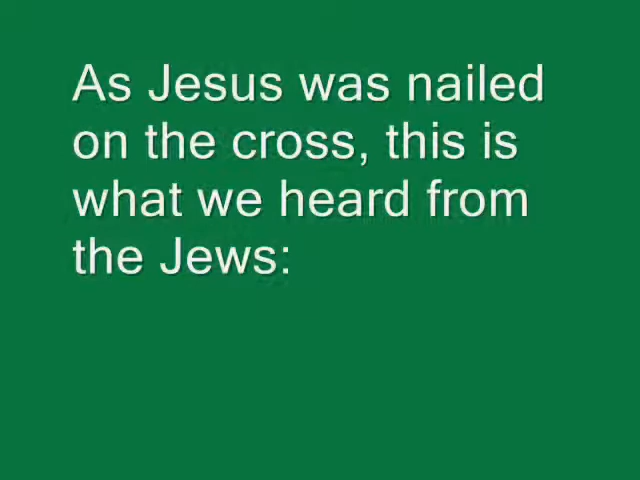 As Jesus was nailed
on the cross, this is
what we heard from
the Jews: